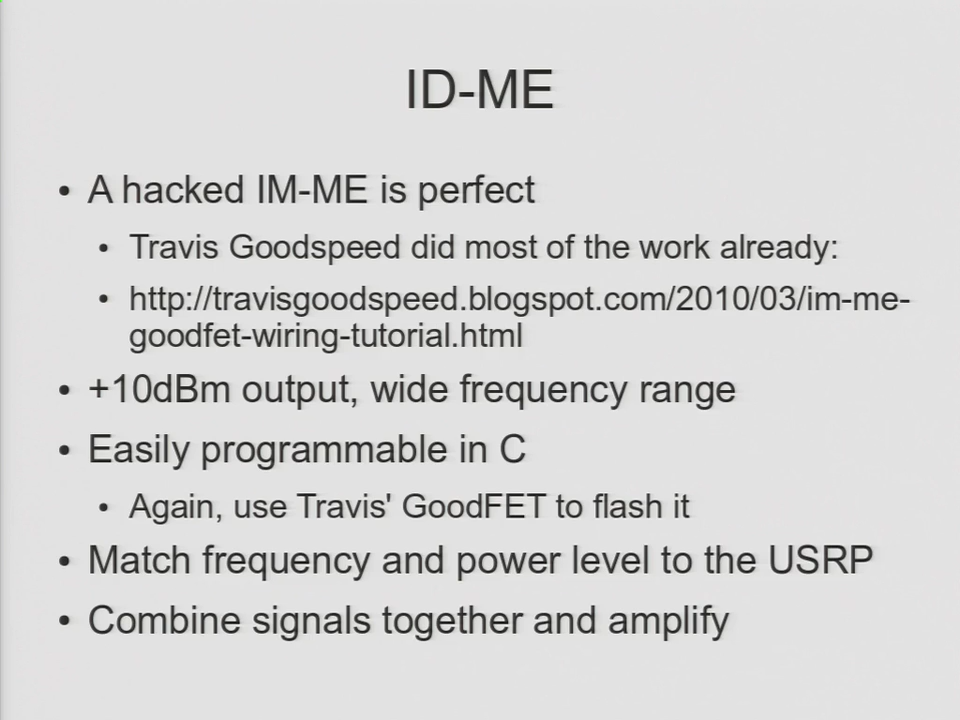 ID-ME
• A hacked IM-ME is perfect
• Travis Goodspeed did most of the work already:
• http://travisgoodspeed.blogspot.com/2010/03/im-me-
goodfet-wiring-tutorial.html
• +10dBm output, wide frequency range
• Easily programmable in C
• Again, use Travis' GoodFET to flash it
• Match frequency and power level to the USRP
• Combine signals together and amplify